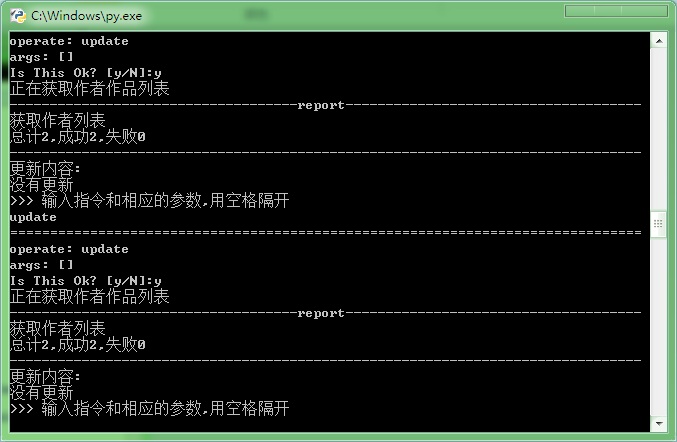 C:\Windows\py.exe
operate: update
args: []
Is This Ok? [y/N]:y
正在获取作者作品列表
------------------------------------report-------------------------------------
获取作者列表
总计2,成功2,失败0
-------------------------------------------------------------------------------
更新内容:
没有更新
>>> 输入指令和相应的参数,用空格隔开
update
===============================================================================
operate: update
args: []
Is This Ok? [y/N]:y
正在获取作者作品列表
------------------------------------report-------------------------------------
获取作者列表
总计2,成功2,失败0
-------------------------------------------------------------------------------
更新内容:
没有更新
>>> 输入指令和相应的参数,用空格隔开